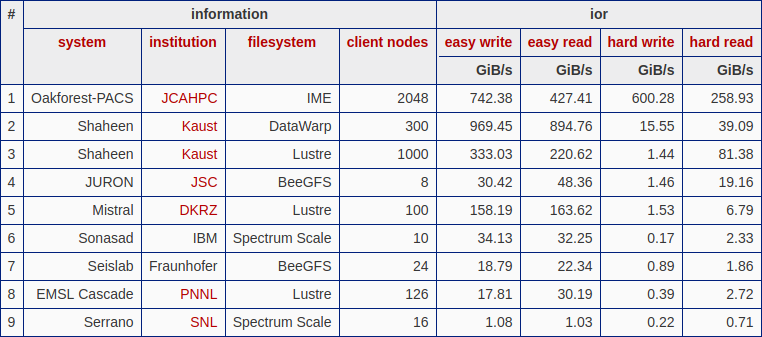 # information ior
system institution filesystem client nodes easy write easy read hard write hard read
GiB/s GiB/s GiB/s GiB/s
1 Oakforest-PACS JCAHPC IME 2048 742.38 427.41 600.28 258.93
2 Shaheen Kaust DataWarp 300 969.45 894.76 15.55 39.09
3 Shaheen Kaust Lustre 1000 333.03 220.62 1.44 81.38
4 JURON JSC BeeGFS 8 30.42 48.36 1.46 19.16
5 Mistral DKRZ Lustre 100 158.19 163.62 1.53 6.79
6 Sonasad IBM Spectrum Scale 10 34.13 32.25 0.17 2.33
7 Seislab Fraunhofer BeeGFS 24 18.79 22.34 0.89 1.86
8 EMSL Cascade PNNL Lustre 126 17.81 30.19 0.39 2.72
9 Serrano SNL Spectrum Scale 16 1.08 1.03 0.22 0.71